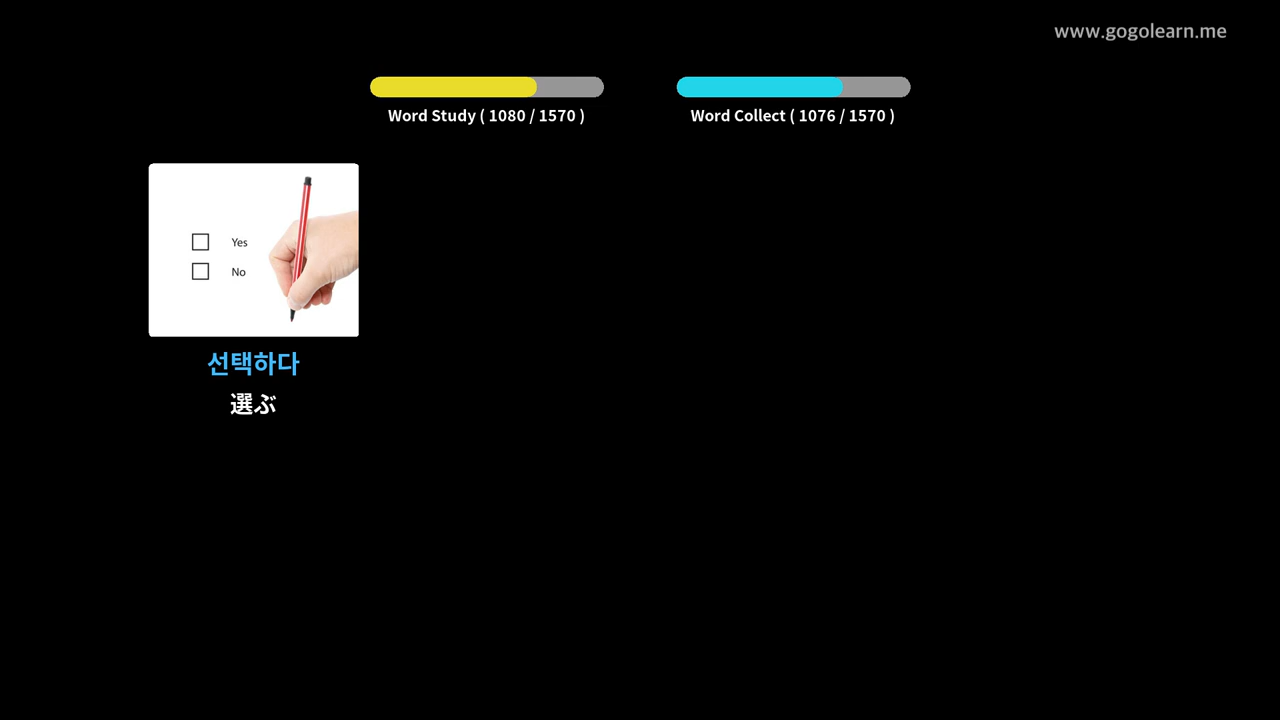 www.gogolearn.me
Word Study ( 1080 / 1570 )
Word Collect ( 1076 / 1570 )
Yes
No
선택하다
選ぶ